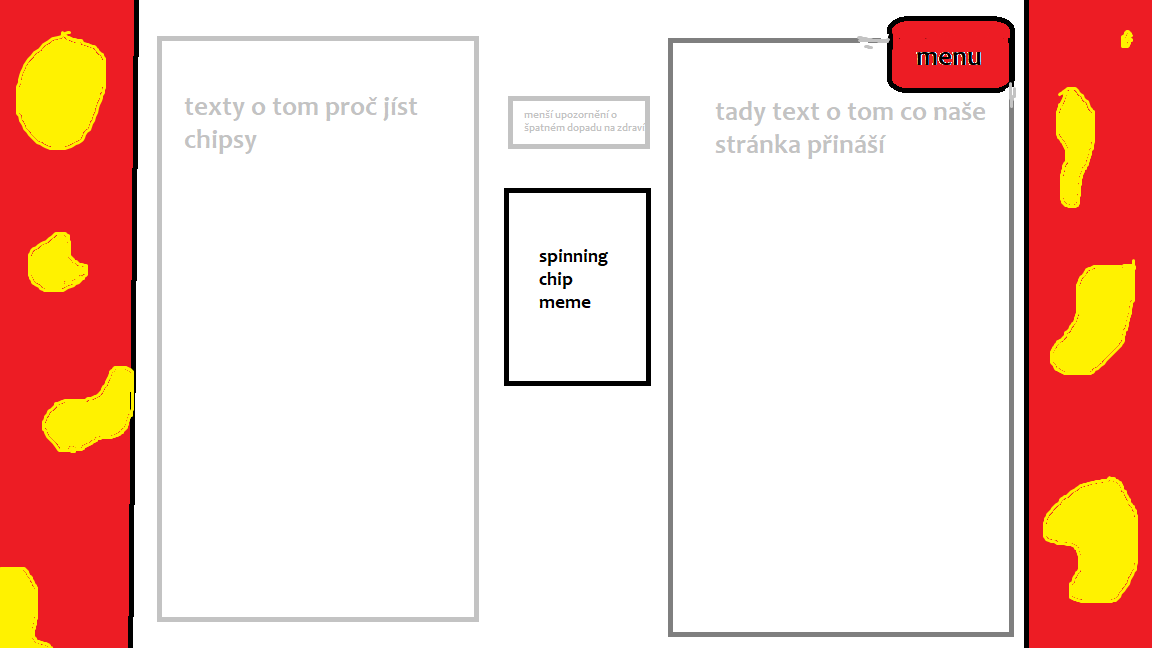 texty o tom proč jíst
chipsy
menší upozornění o
špatném dopadu na zdraví
spinning
chip
meme
menu
tady text o tom co naše
stránka přináší